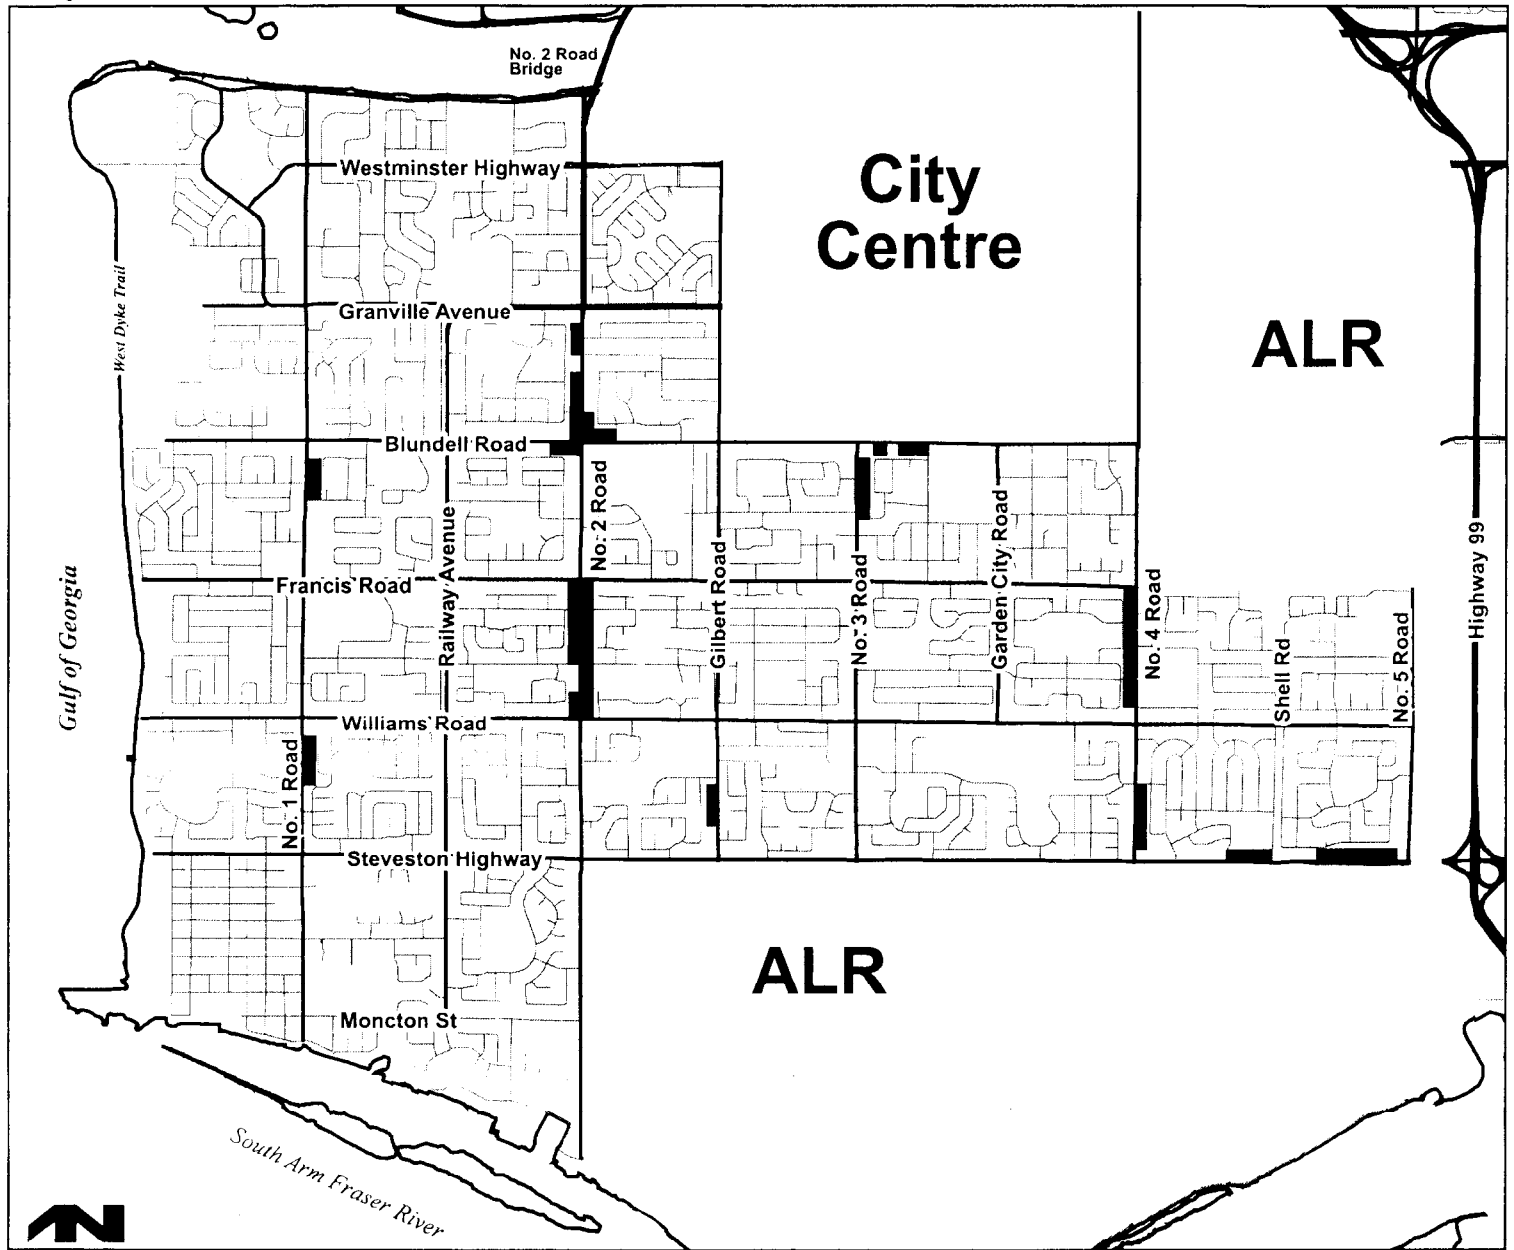 No. 2 Road
Bridge
Westminster Highway
City
Centre
West Dyke Trail
Granville Avenue
ALR
Blundell Road
No. 2 Road
Railway Avenue
Garden City Road
Highway 99
Gulf of Georgia
Francis Road
Gilbert Road
No. 3 Road
No. 4 Road
Shell Rd
No. 5 Road
Williams Road
No. 1 Road
Steveston Highway
ALR
Moncton St
South Arm Fraser River
N